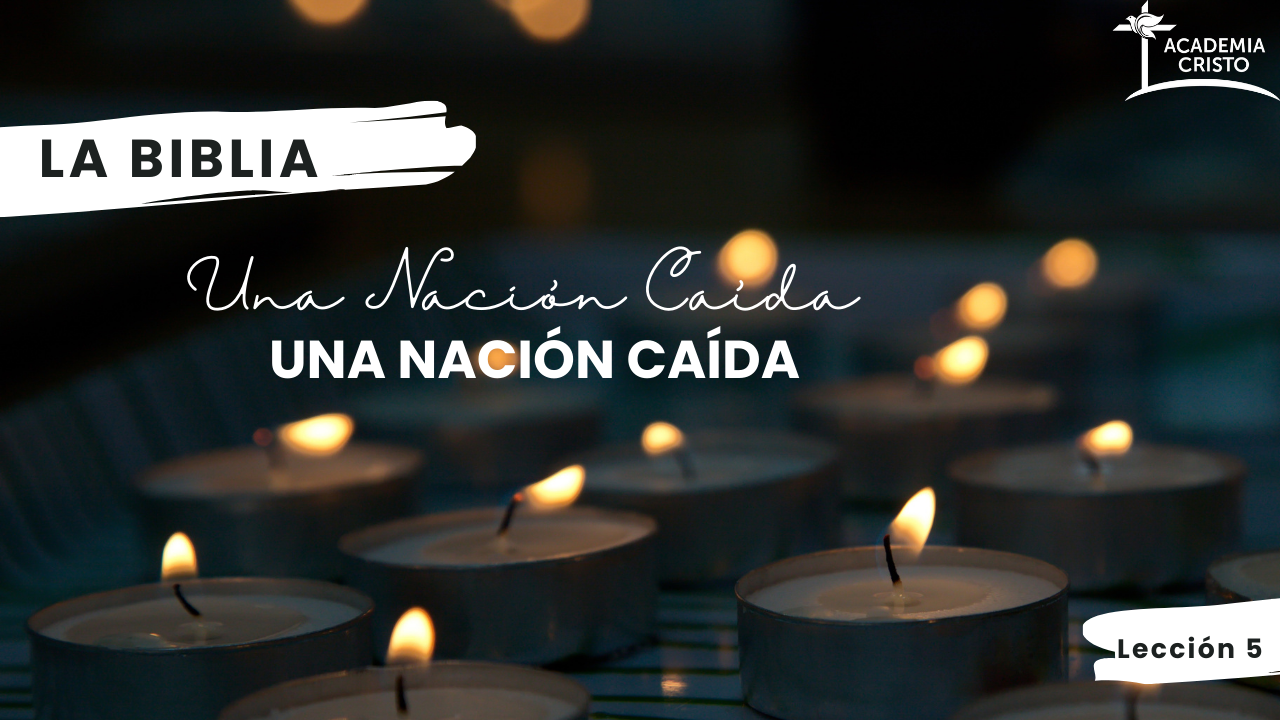 ACADEMIA
CRISTO
LA BIBLIA
Una Nación Caída
UNA NACIÓN CAÍDA
Lección 5